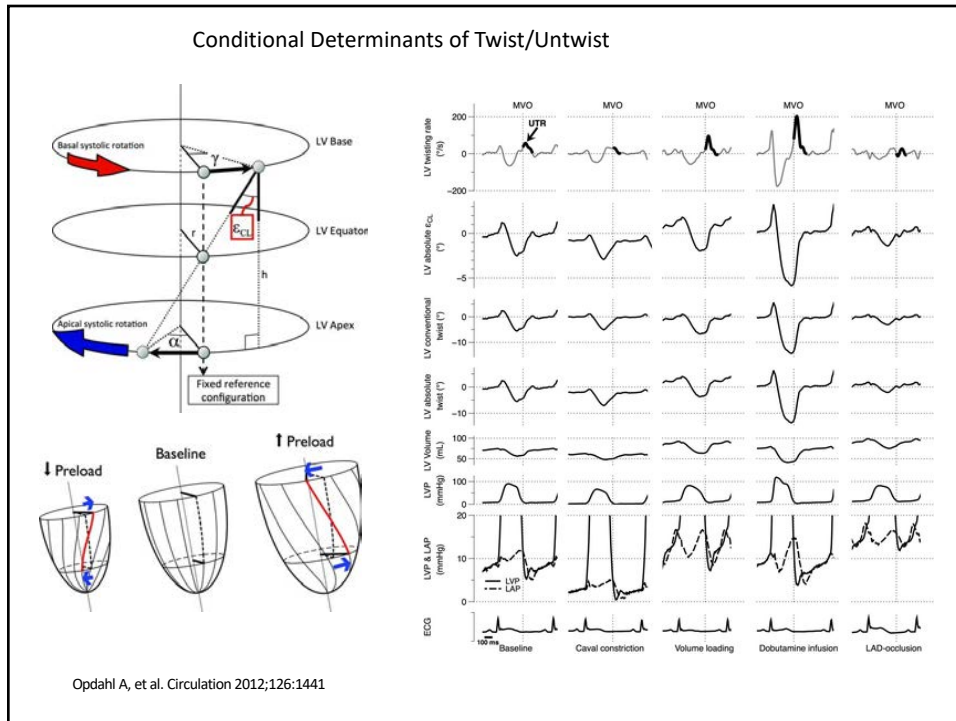 Conditional Determinants of Twist/Untwist
Basal systolic rotation
LV Base
γ
εCL
r
LV Equator
h
Apical systolic rotation
LV Apex
α
Fixed reference
configuration
↓ Preload
Baseline
↑ Preload
MVO MVO MVO MVO MVO
UTR
LV twisting rate
(°/s)
200
0
−200
LV absolute εCL
(°)
0
−5
LV conventional
twist (°)
0
−10
LV absolute
twist (°)
0
−10
LV Volume
(mL)
100
50
LVP
(mmHg)
100
0
LVP & LAP
(mmHg)
20
10
0
LVP
LAP
ECG
100 ms
Baseline Caval constriction Volume loading Dobutamine infusion LAD-occlusion
Opdahl A, et al. Circulation 2012;126:1441